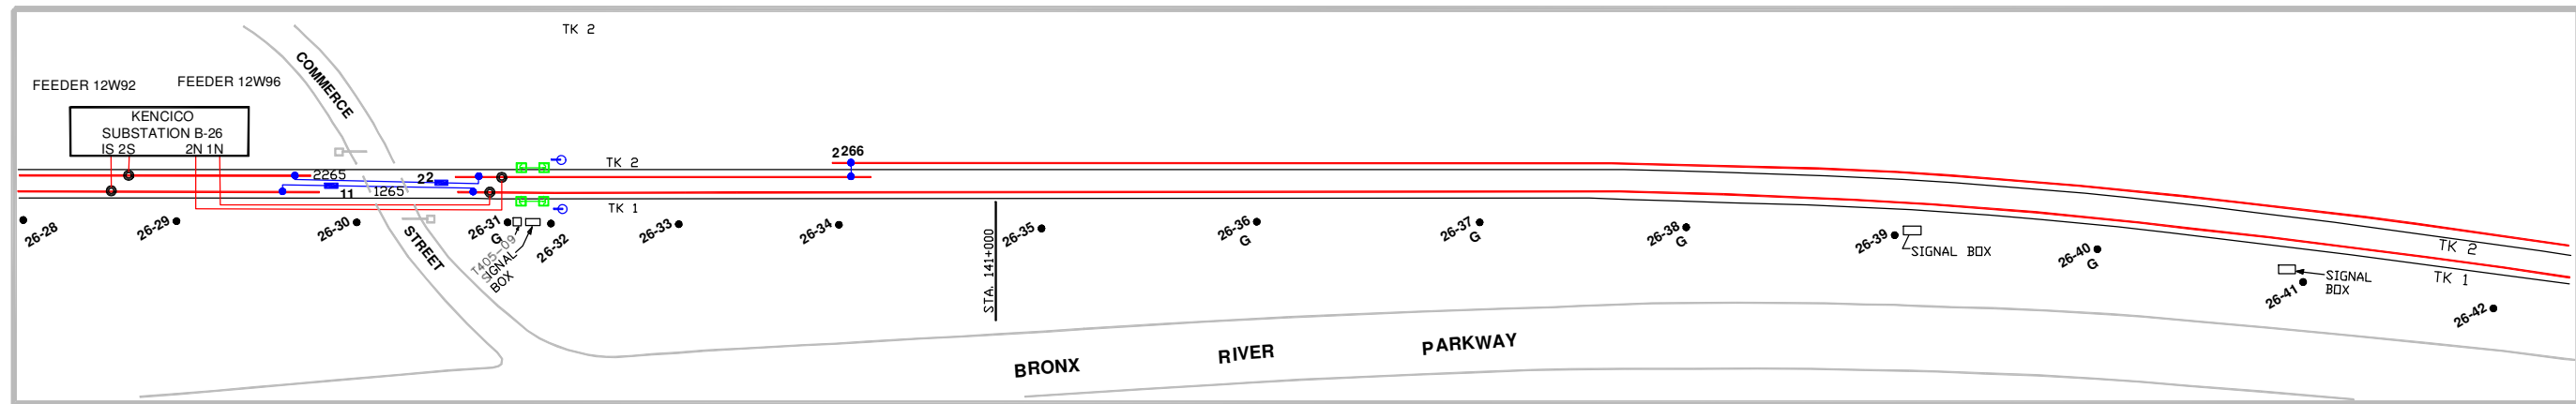 TK 2
COMMERCE
FEEDER 12W92
FEEDER 12W96
KENCICO
SUBSTATION B-26
IS 2S
2N 1N
2265
22
11
1265
TK 2
2266
TK 1
26-28
26-29
26-30
STREET
26-31
G
T405-09
SIGNAL
BOX
26-32
26-33
26-34
STA. 141+000
26-35
26-36
G
26-37
G
26-38
G
26-39
SIGNAL BOX
26-40
G
26-41
SIGNAL
BOX
26-42
TK 2
TK 1
BRONX RIVER PARKWAY